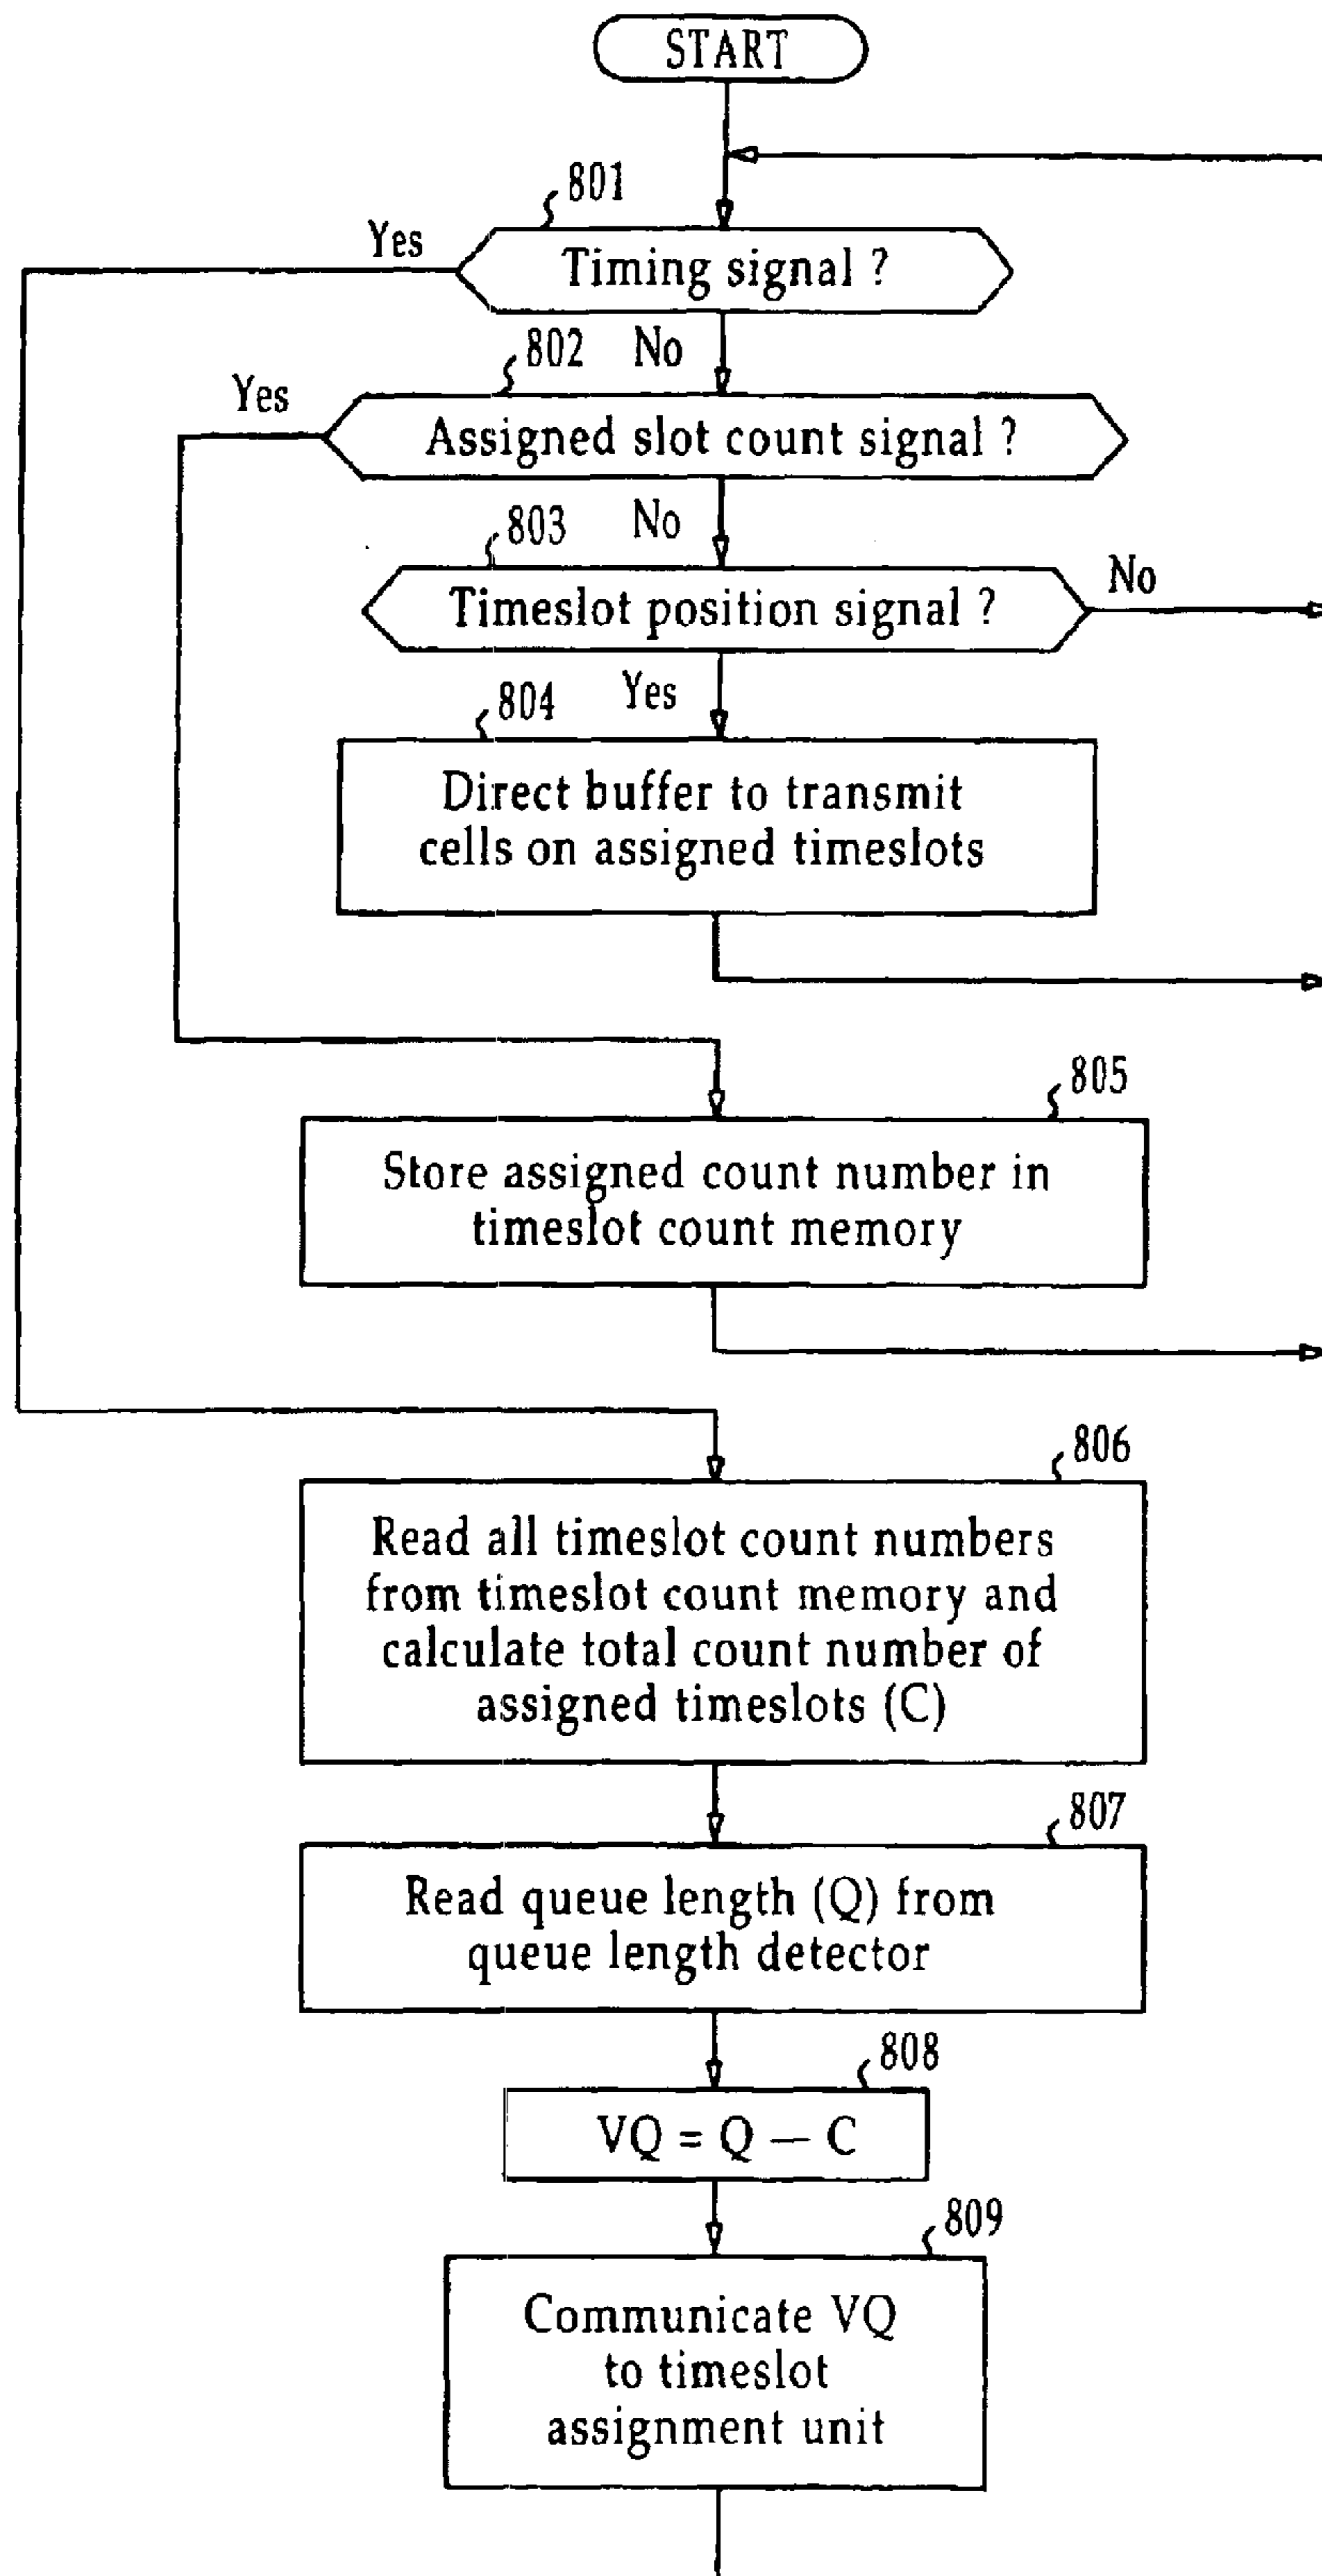 START
801
Yes
Timing signal ?
802
No
Yes
Assigned slot count signal ?
803
No
No
Timeslot position signal ?
804
Yes
Direct buffer to transmit
cells on assigned timeslots
805
Store assigned count number in
timeslot count memory
806
Read all timeslot count numbers
from timeslot count memory and
calculate total count number of
assigned timeslots (C)
807
Read queue length (Q) from
queue length detector
808
VQ = Q — C
809
Communicate VQ
to timeslot
assignment unit